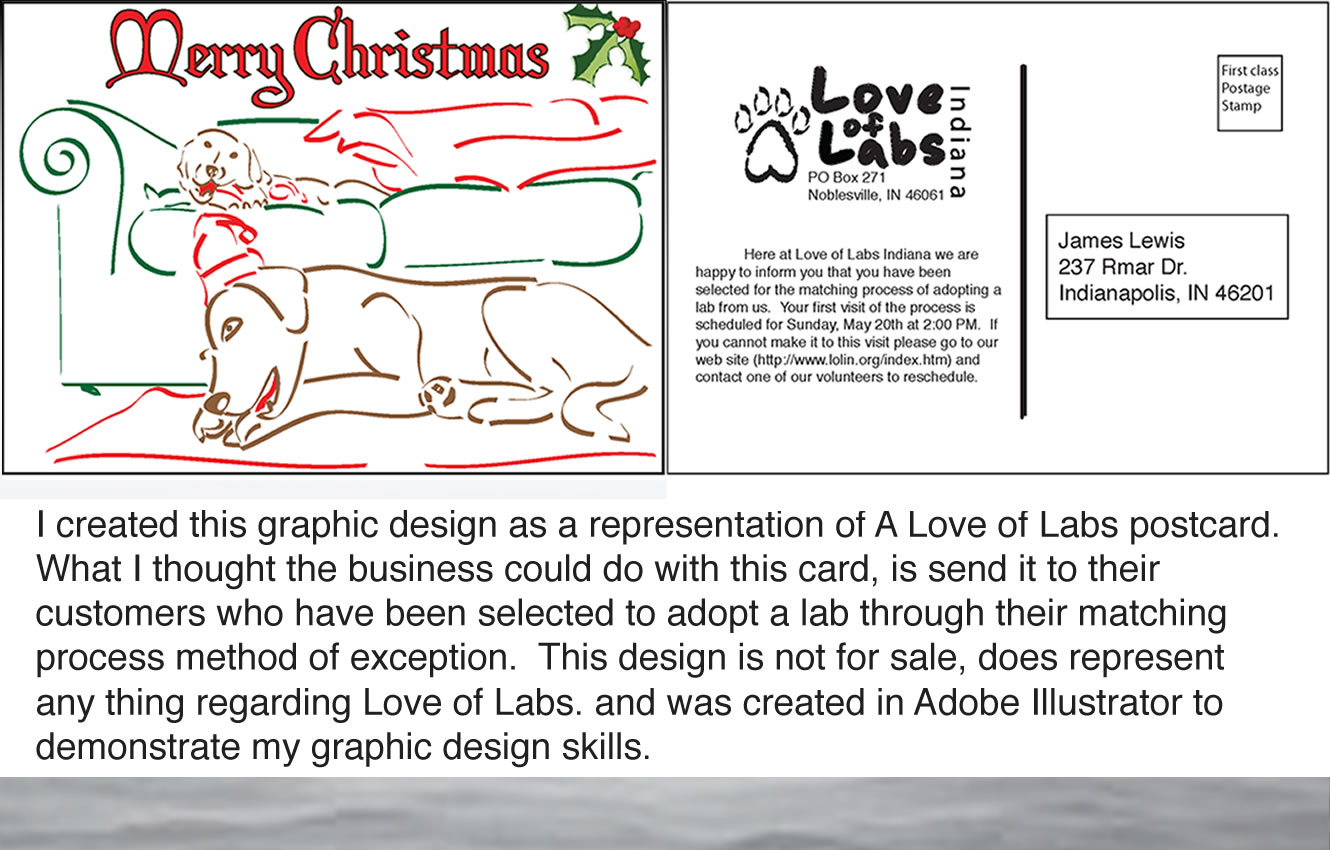 Merry Christmas
Love
of
Labs
Indiana
PO Box 271
Noblesville, IN 46061
First class
Postage
Stamp
Here at Love of Labs Indiana we are
happy to inform you that you have been
selected for the matching process of adopting a
lab from us.  Your first visit of the process is
scheduled for Sunday, May 20th at 2:00 PM.  If
you cannot make it to this visit please go to our
web site (http://www.lolin.org/index.htm) and
contact one of our volunteers to reschedule.
James Lewis
237 Rmar Dr.
Indianapolis, IN 46201
I created this graphic design as a representation of A Love of Labs postcard.
What I thought the business could do with this card, is send it to their
customers who have been selected to adopt a lab through their matching
process method of exception.  This design is not for sale, does represent
any thing regarding Love of Labs. and was created in Adobe Illustrator to
demonstrate my graphic design skills.